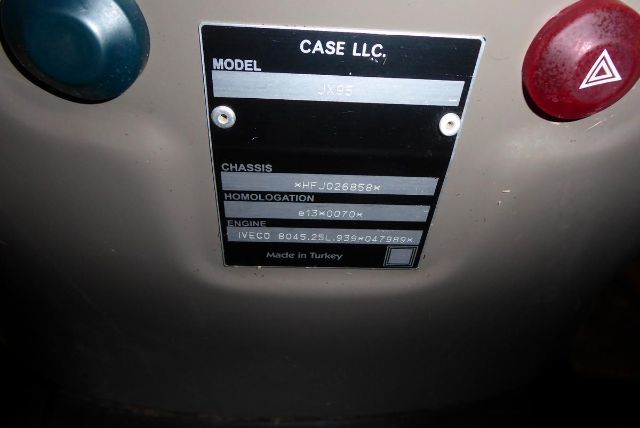 CASE LLC.
MODEL
JX95
CHASSIS
*HFJ026858*
HOMOLOGATION
e13*0070*
ENGINE
IVECO 8045.25L.939*047989*
Made in Turkey